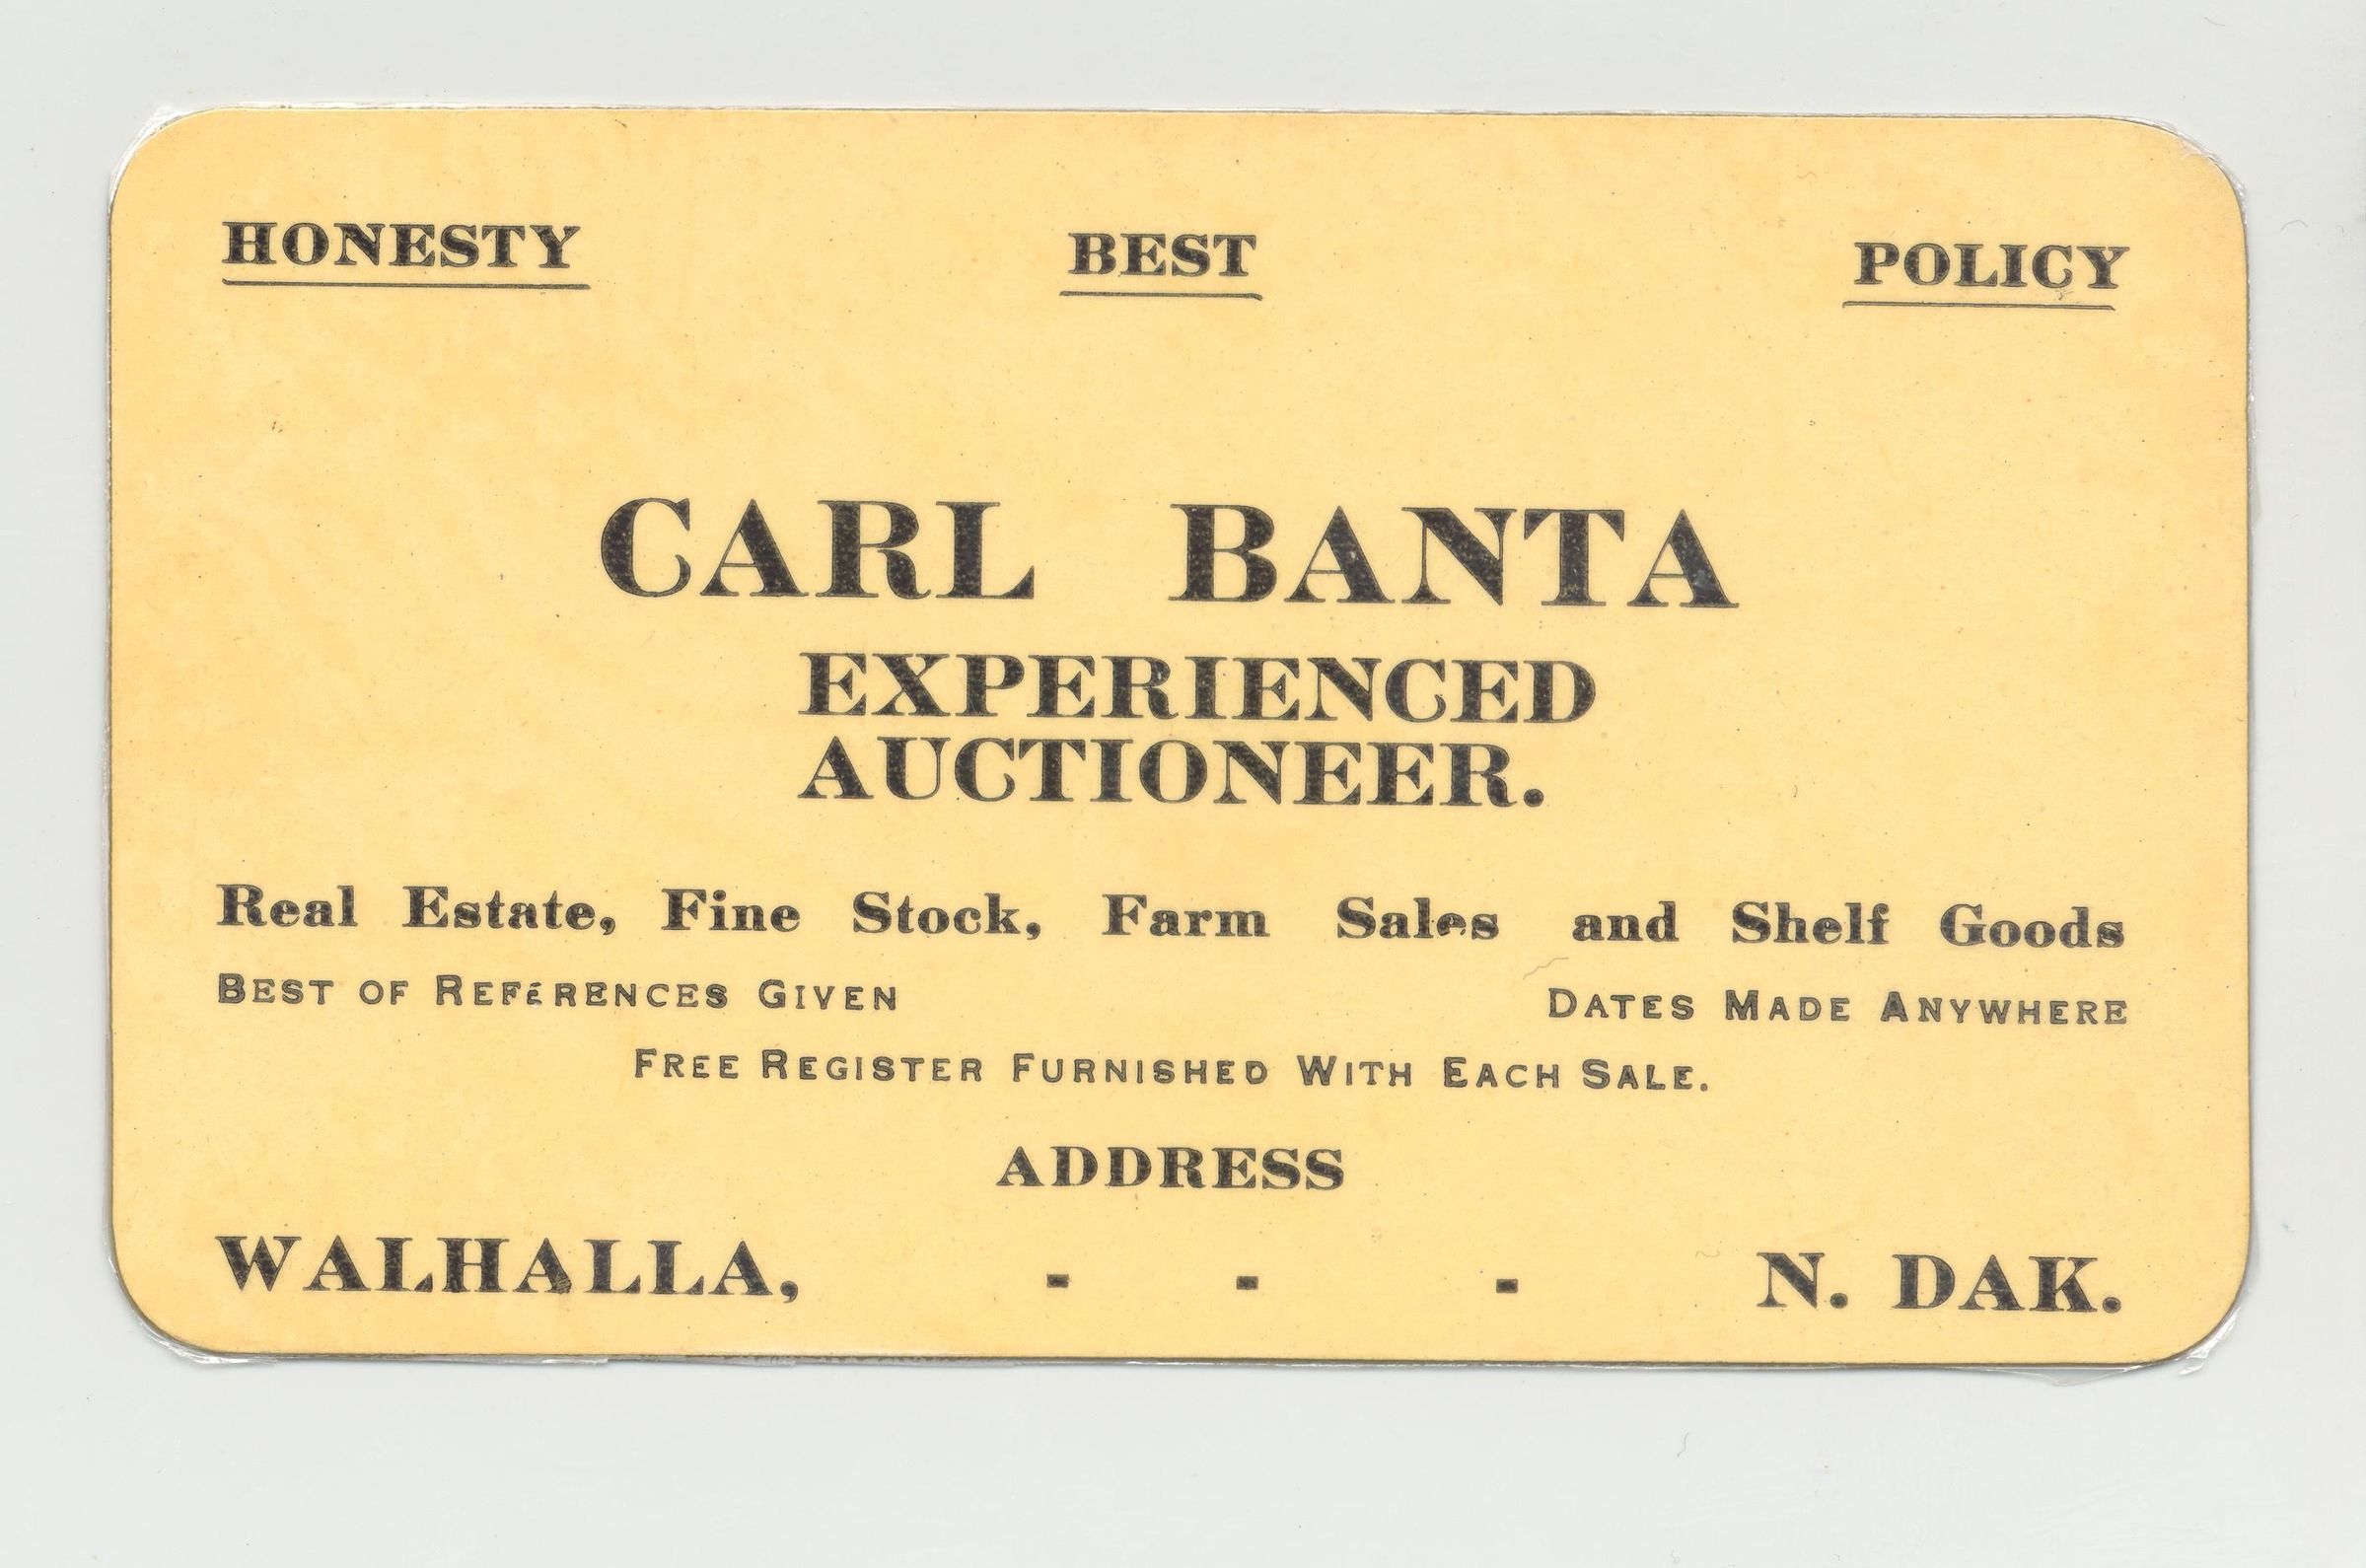 HONESTY BEST POLICY
CARL BANTA
EXPERIENCED
AUCTIONEER.
Real Estate, Fine Stock, Farm Sales and Shelf Goods
BEST OF REFERENCES GIVEN DATES MADE ANYWHERE
FREE REGISTER FURNISHED WITH EACH SALE.
ADDRESS
WALHALLA, - - - N. DAK.